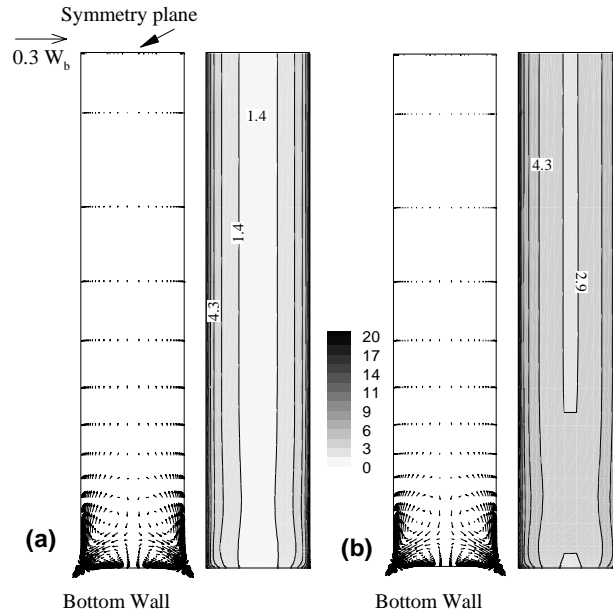 Symmetry plane
0.3 W_b
1.4
1.4
4.3
4.3
2.9
20
17
14
11
9
6
3
0
(a)
(b)
Bottom Wall
Bottom Wall